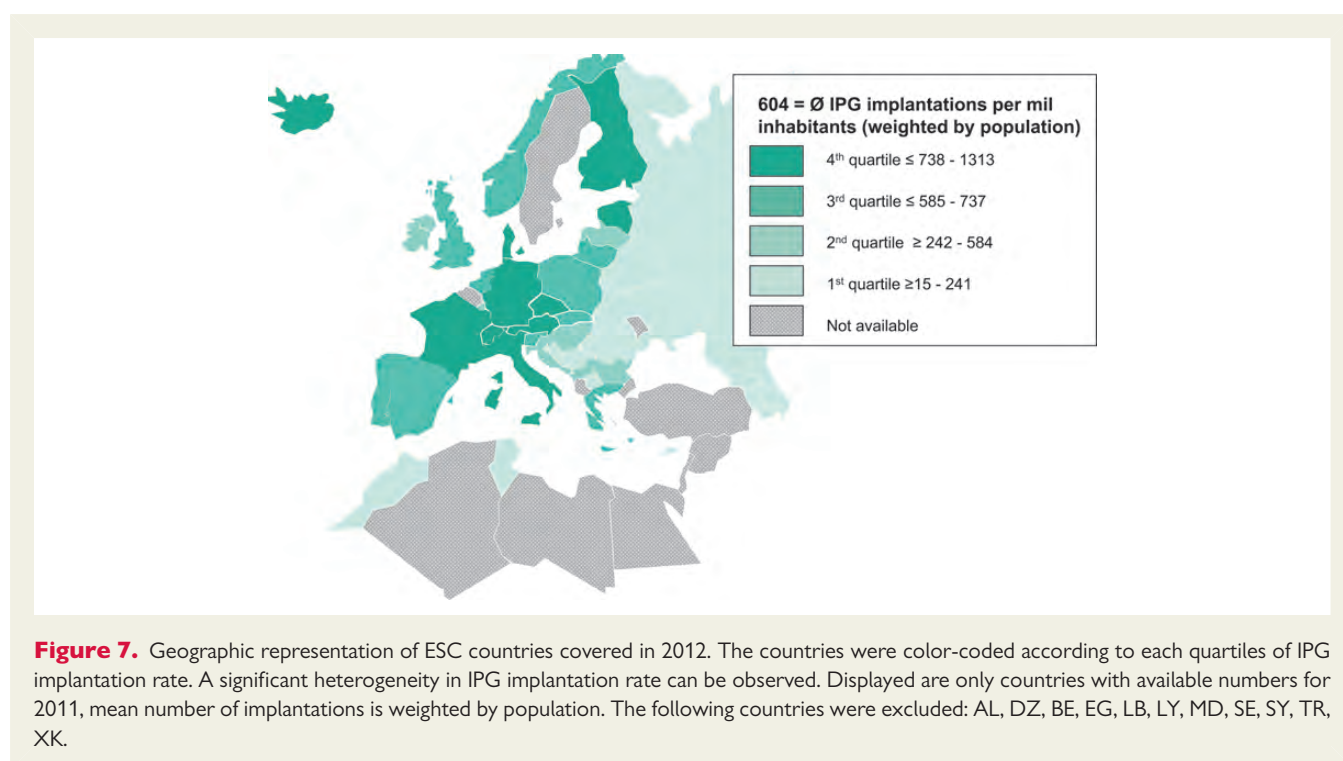 604 = Ø IPG implantations per mil
inhabitants (weighted by population)
4th quartile ≤ 738 - 1313
3rd quartile ≤ 585 - 737
2nd quartile ≥ 242 - 584
1st quartile ≥15 - 241
Not available
Figure 7. Geographic representation of ESC countries covered in 2012. The countries were color-coded according to each quartiles of IPG
implantation rate. A significant heterogeneity in IPG implantation rate can be observed. Displayed are only countries with available numbers for
2011, mean number of implantations is weighted by population. The following countries were excluded: AL, DZ, BE, EG, LB, LY, MD, SE, SY, TR,
XK.